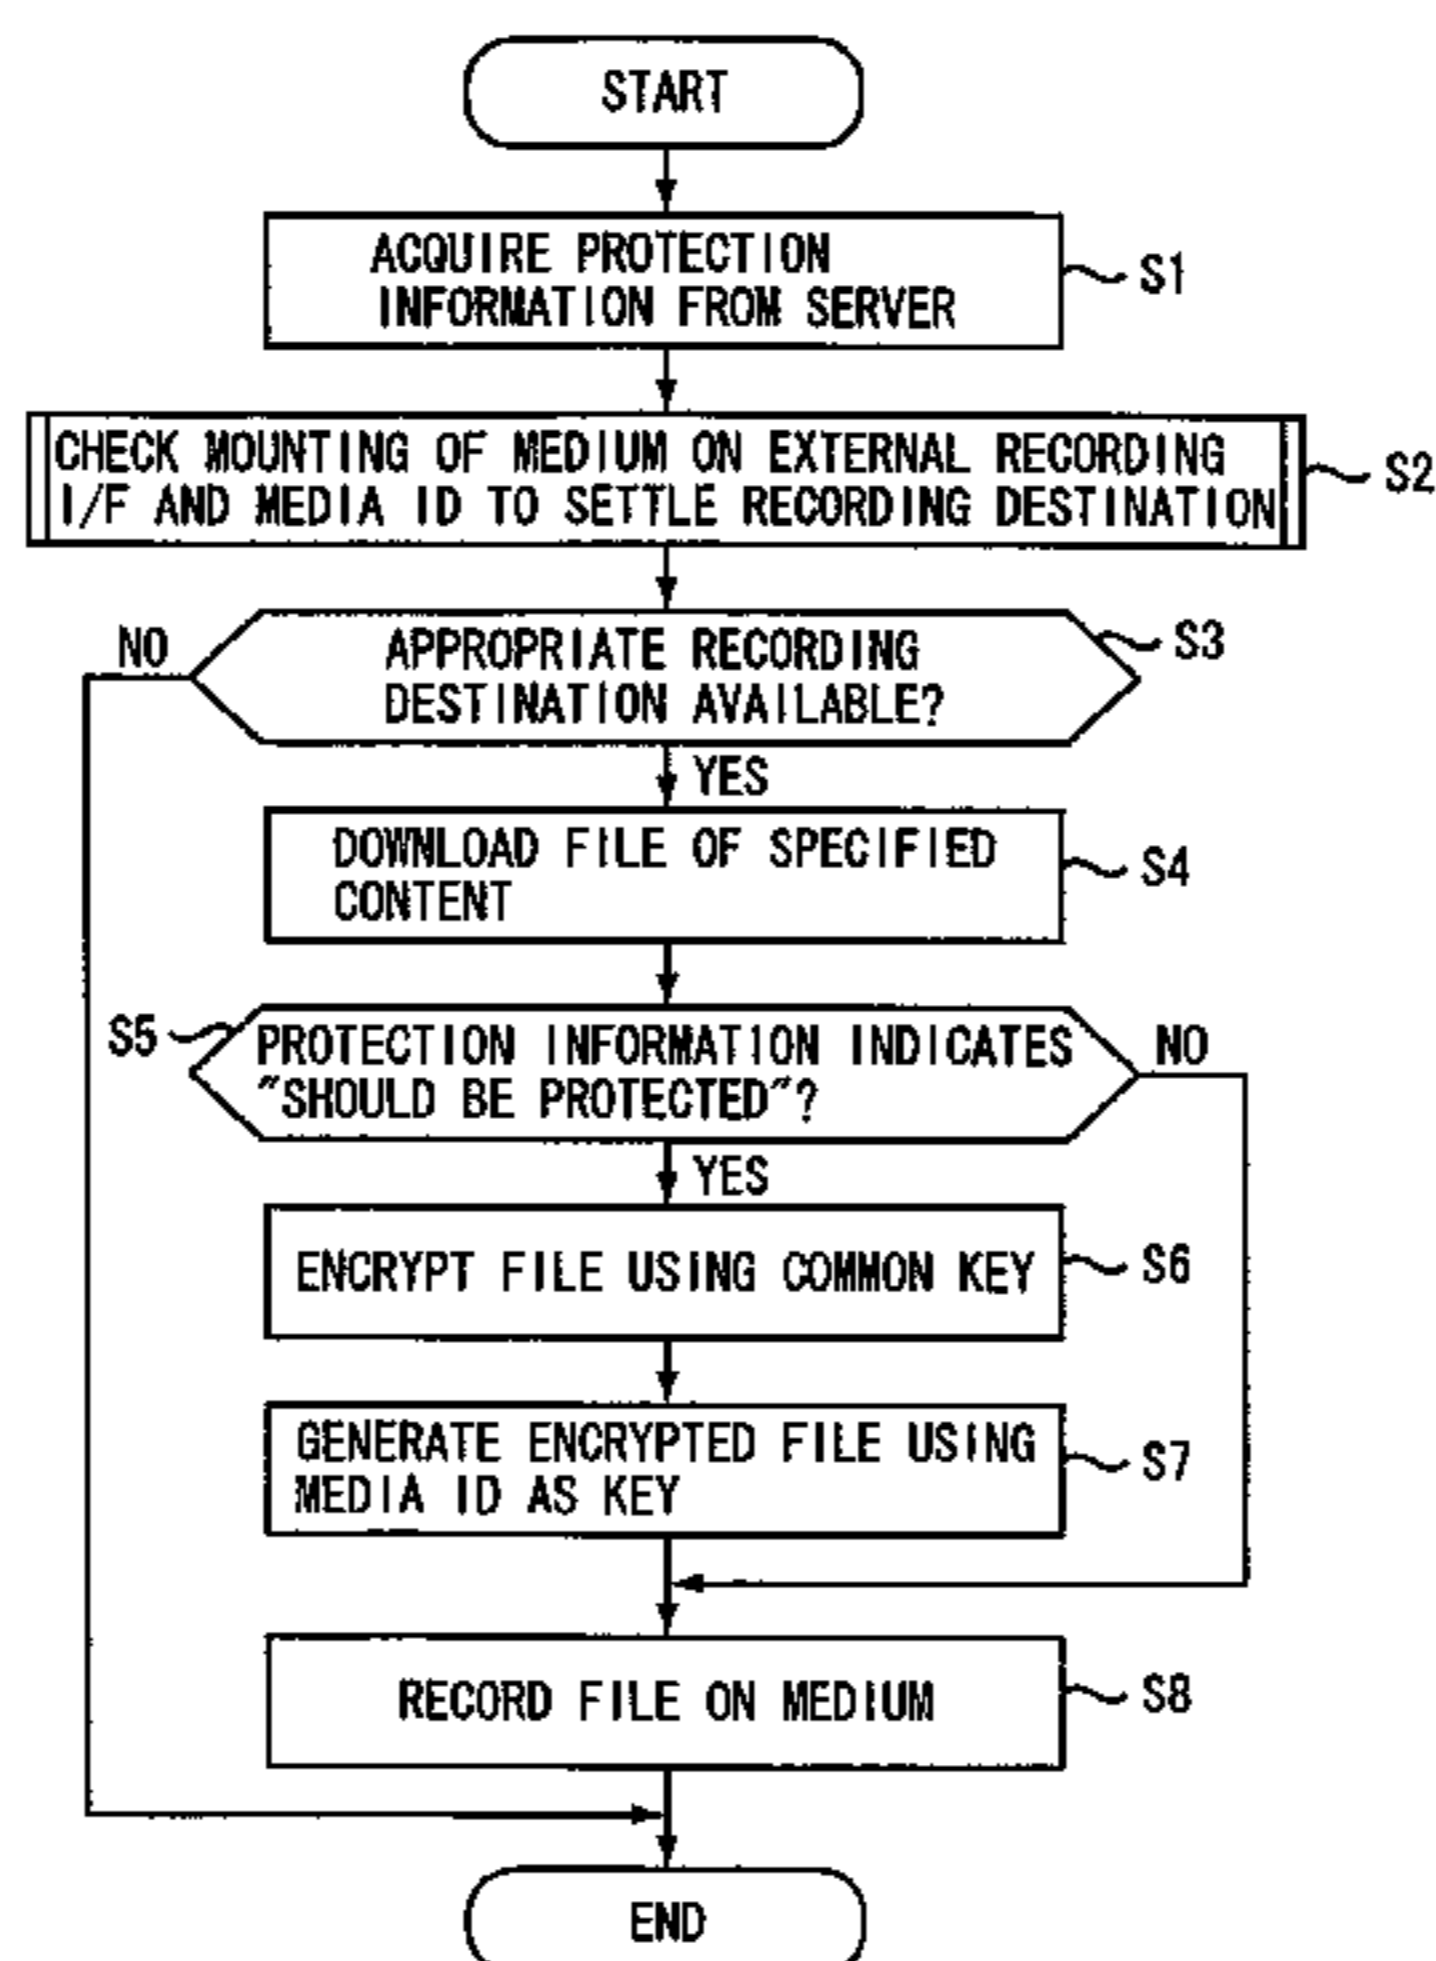 START
ACQUIRE PROTECTION
INFORMATION FROM SERVER
S1
CHECK MOUNTING OF MEDIUM ON EXTERNAL RECORDING
I/F AND MEDIA ID TO SETTLE RECORDING DESTINATION
S2
NO
APPROPRIATE RECORDING
DESTINATION AVAILABLE?
S3
YES
DOWNLOAD FILE OF SPECIFIED
CONTENT
S4
S5
PROTECTION INFORMATION INDICATES
"SHOULD BE PROTECTED"?
NO
YES
ENCRYPT FILE USING COMMON KEY
S6
GENERATE ENCRYPTED FILE USING
MEDIA ID AS KEY
S7
RECORD FILE ON MEDIUM
S8
END